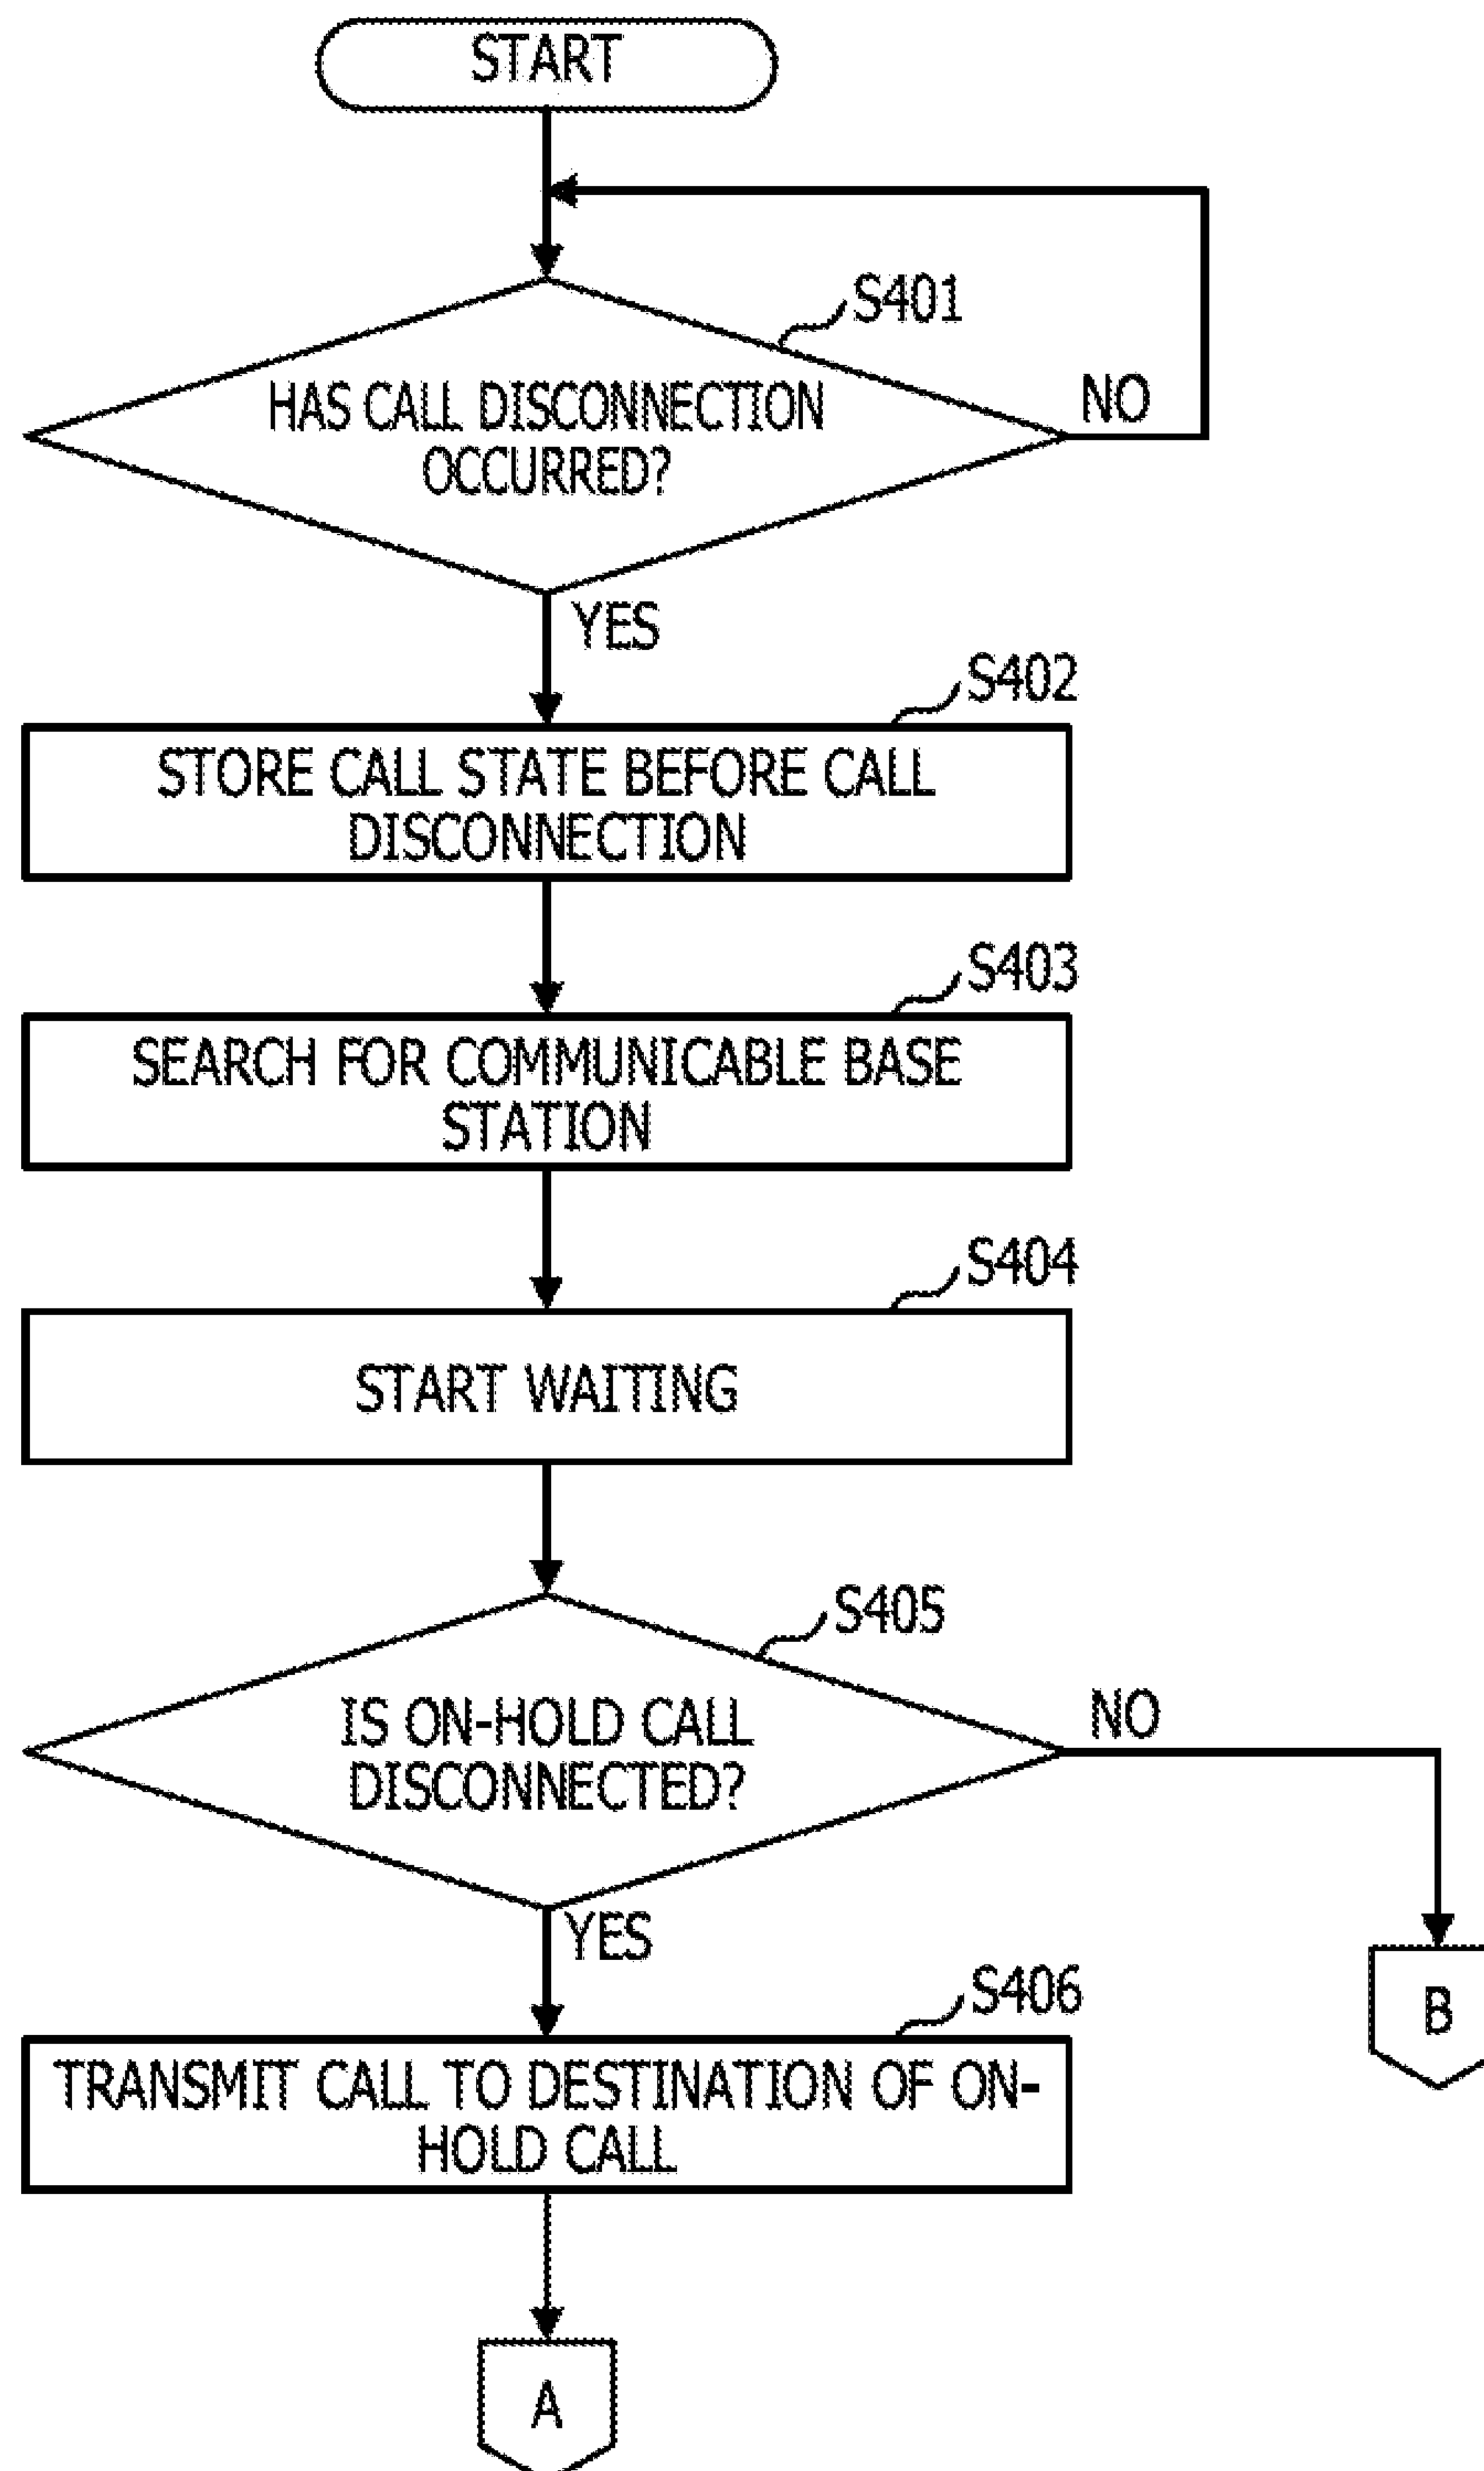 START
S401
HAS CALL DISCONNECTION
OCCURRED?
NO
YES
S402
STORE CALL STATE BEFORE CALL
DISCONNECTION
S403
SEARCH FOR COMMUNICABLE BASE
STATION
S404
START WAITING
S405
IS ON-HOLD CALL
DISCONNECTED?
NO
YES
S406
B
TRANSMIT CALL TO DESTINATION OF ON-
HOLD CALL
A